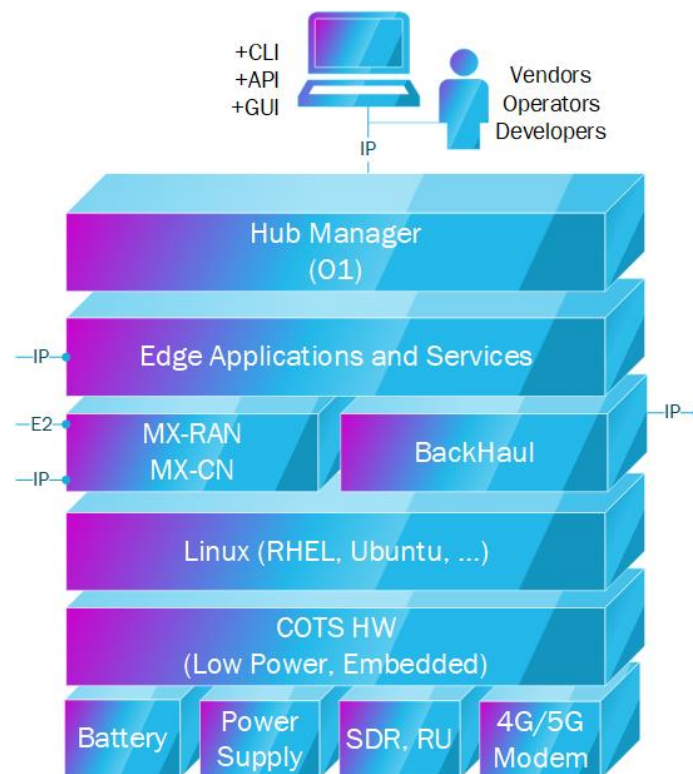 +CLI
+API
+GUI
Vendors
Operators
Developers
IP
Hub Manager
(O1)
IP
Edge Applications and Services
E2
IP
MX-RAN
MX-CN
BackHaul
IP
Linux (RHEL, Ubuntu, ...)
COTS HW
(Low Power, Embedded)
Battery
Power
Supply
SDR, RU
4G/5G
Modem